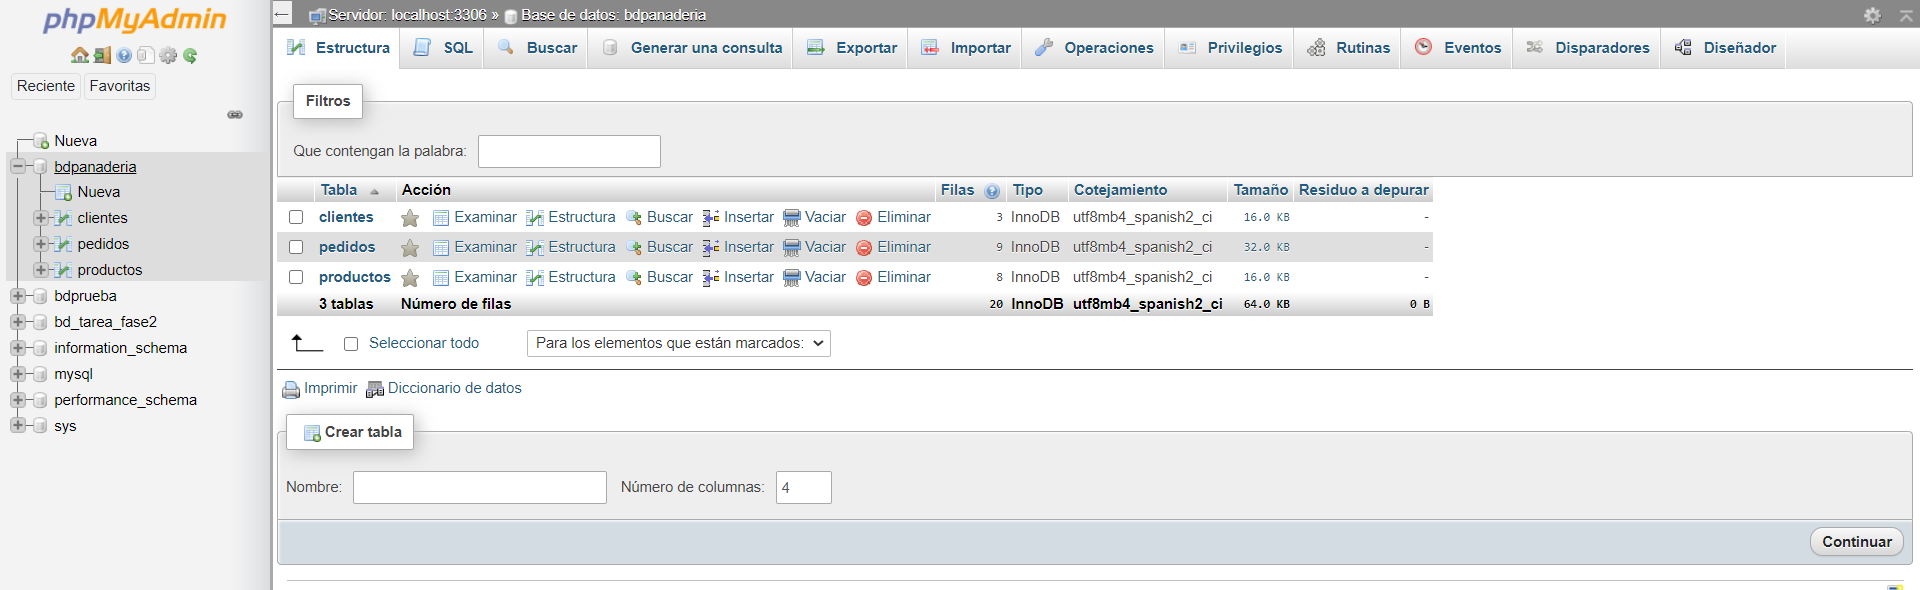 phpMyAdmin
Reciente Favoritas
Nueva
bdpanaderia
Nueva
clientes
pedidos
productos
bdprueba
bd_tarea_fase2
information_schema
mysql
performance_schema
sys
Servidor: localhost:3306 » Base de datos: bdpanaderia
Estructura SQL Buscar Generar una consulta Exportar Importar Operaciones Privilegios Rutinas Eventos Disparadores Diseñador
Filtros
Que contengan la palabra:
Tabla Acción Filas Tipo Cotejamiento Tamaño Residuo a depurar
clientes Examinar Estructura Buscar Insertar Vaciar Eliminar 3 InnoDB utf8mb4_spanish2_ci 16.0 KB -
pedidos Examinar Estructura Buscar Insertar Vaciar Eliminar 9 InnoDB utf8mb4_spanish2_ci 32.0 KB -
productos Examinar Estructura Buscar Insertar Vaciar Eliminar 8 InnoDB utf8mb4_spanish2_ci 16.0 KB -
3 tablas Número de filas 20 InnoDB utf8mb4_spanish2_ci 64.0 KB 0 B
Seleccionar todo Para los elementos que están marcados:
Imprimir Diccionario de datos
Crear tabla
Nombre: Número de columnas: 4
Continuar